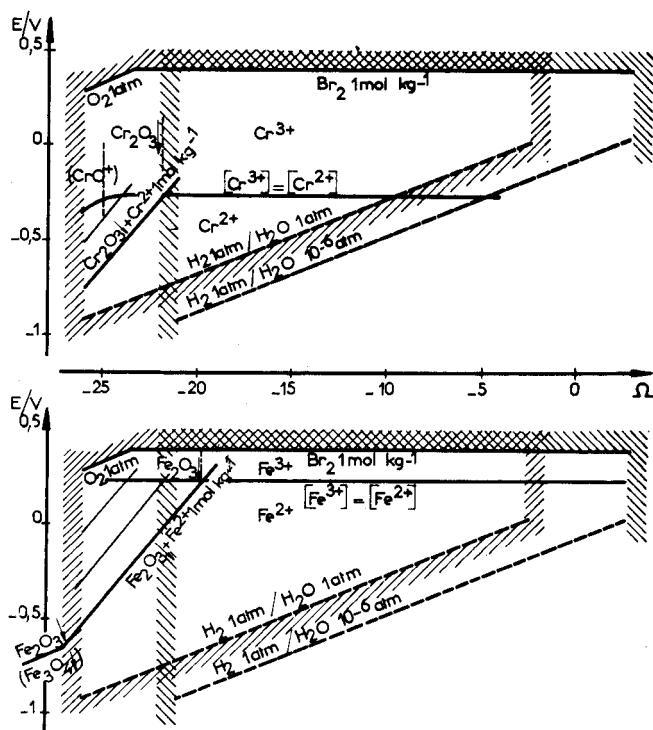 E/V
0,5
O2 1atm
Br2 1mol kg-1
Cr2O3↓
Cr3+
0
(CrO+)
Cr2O3↓+Cr2+1mol kg-1
[Cr3+] = [Cr2+]
Cr2+
-0,5
H2 1atm/H2O 1atm
H2 1atm/H2O 10-6 atm
-1
-25 -20 -15 -10 -5 0 Ω
E/V
0,5
O2 1atm
Fe2O3↓
Fe3+
Br2 1mol kg-1
[Fe3+] = [Fe2+]
Fe2+
0
Fe2O3↓+Fe2+1mol kg-1
-0,5
Fe2O3↓
(Fe3O4↓)
H2 1atm/H2O 1atm
H2 1atm/H2O 10-6 atm
-1